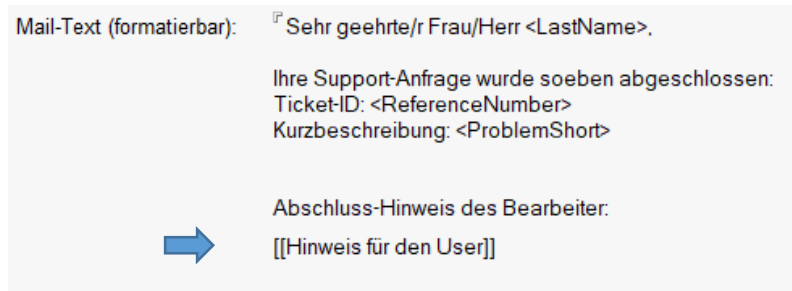 Mail-Text (formatierbar): Sehr geehrte/r Frau/Herr <LastName>,
Ihre Support-Anfrage wurde soeben abgeschlossen:
Ticket-ID: <ReferenceNumber>
Kurzbeschreibung: <ProblemShort>
Abschluss-Hinweis des Bearbeiter:
[[Hinweis für den User]]